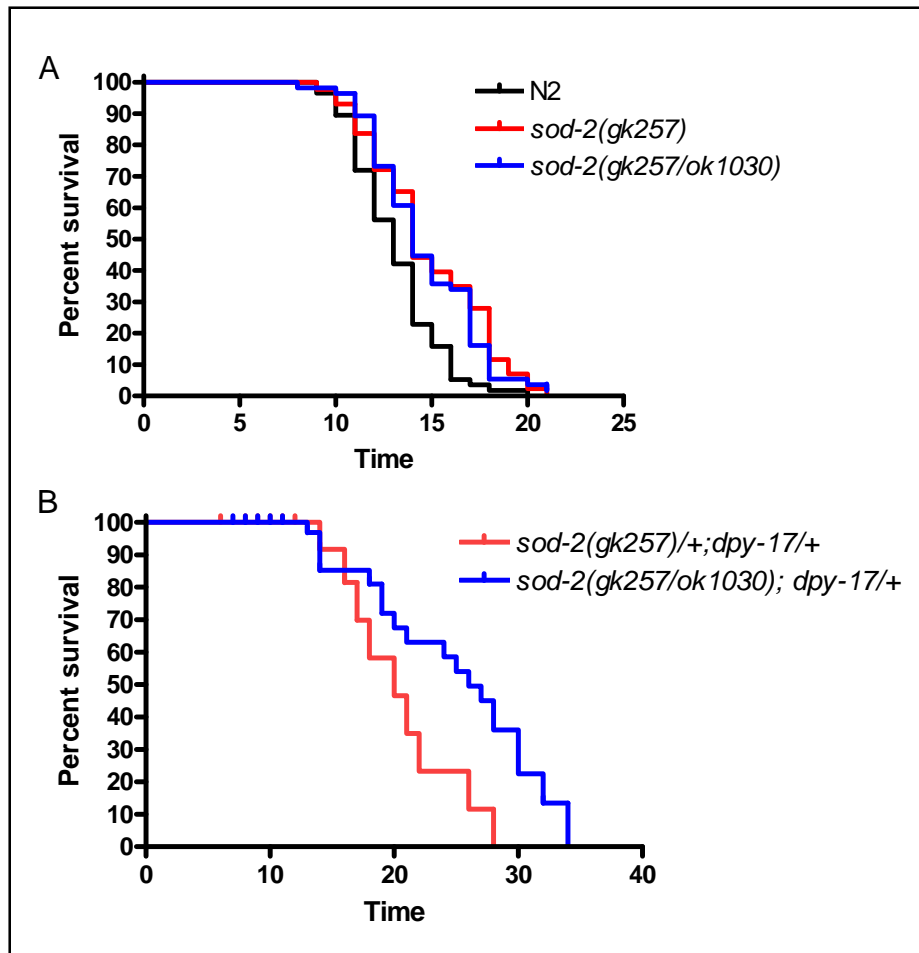 A
N2
sod-2(gk257)
sod-2(gk257/ok1030)
Percent survival
100
90
80
70
60
50
40
30
20
10
0
0 5 10 15 20 25
Time
B
sod-2(gk257)/+;dpy-17/+
sod-2(gk257/ok1030); dpy-17/+
Percent survival
100
90
80
70
60
50
40
30
20
10
0
0 10 20 30 40
Time